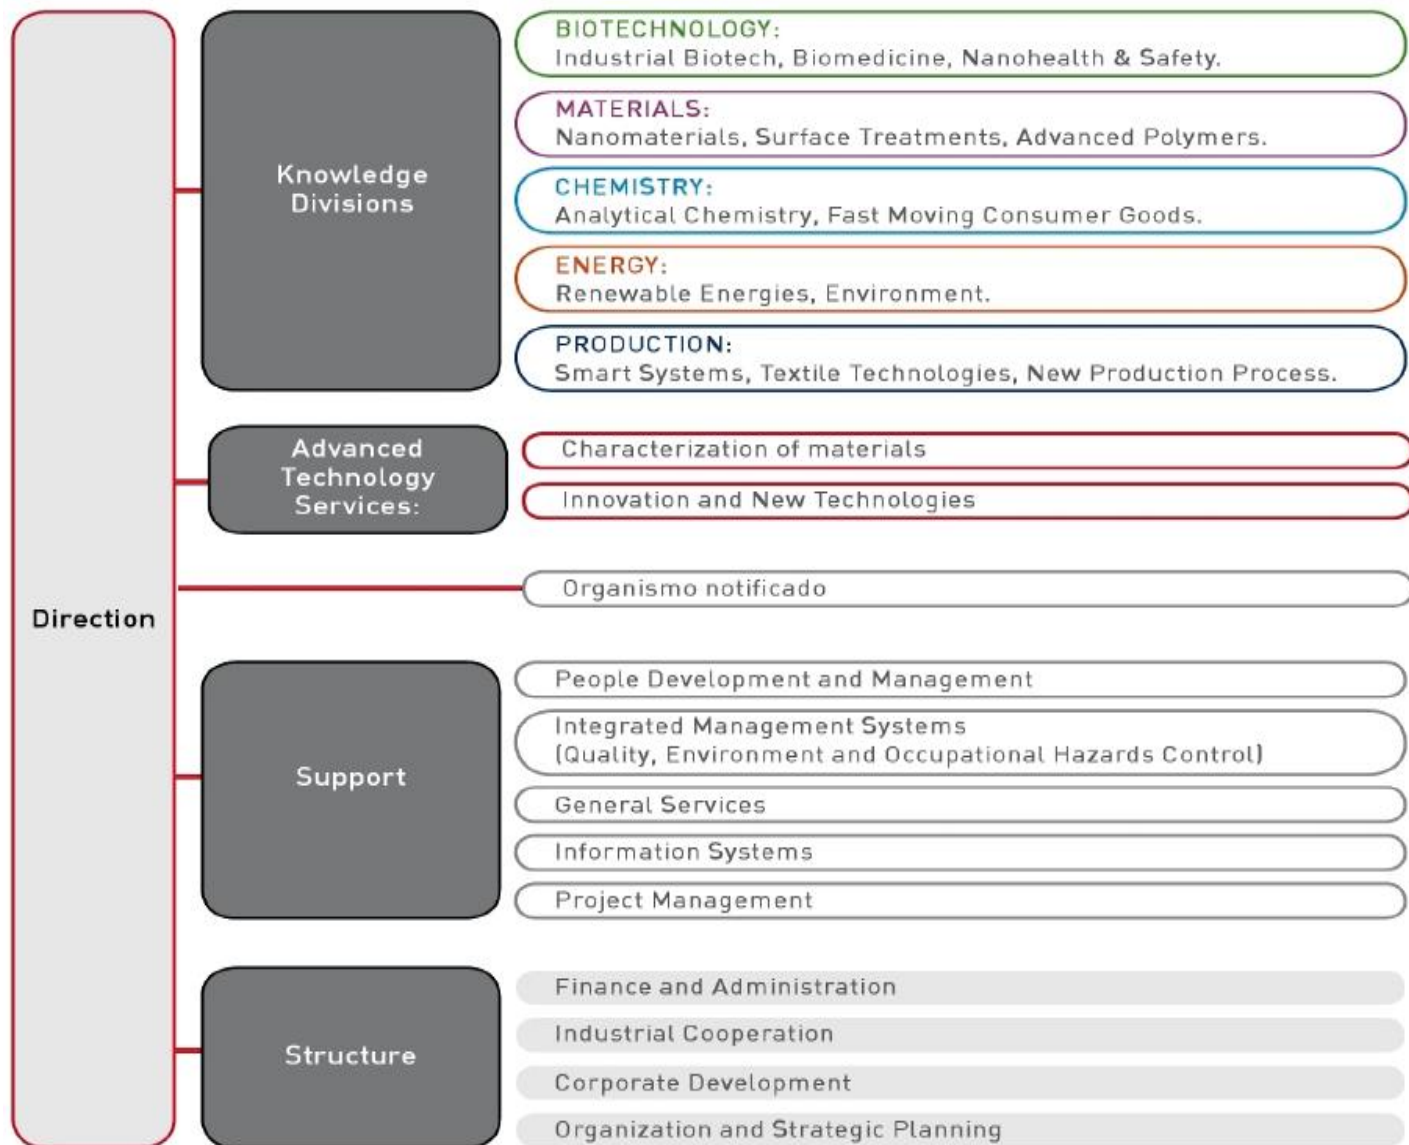 Direction
Knowledge
Divisions
BIOTECHNOLOGY:
Industrial Biotech, Biomedicine, Nanohealth & Safety.
MATERIALS:
Nanomaterials, Surface Treatments, Advanced Polymers.
CHEMISTRY:
Analytical Chemistry, Fast Moving Consumer Goods.
ENERGY:
Renewable Energies, Environment.
PRODUCTION:
Smart Systems, Textile Technologies, New Production Process.
Advanced
Technology
Services:
Characterization of materials
Innovation and New Technologies
Organismo notificado
Support
People Development and Management
Integrated Management Systems
(Quality, Environment and Occupational Hazards Control)
General Services
Information Systems
Project Management
Structure
Finance and Administration
Industrial Cooperation
Corporate Development
Organization and Strategic Planning